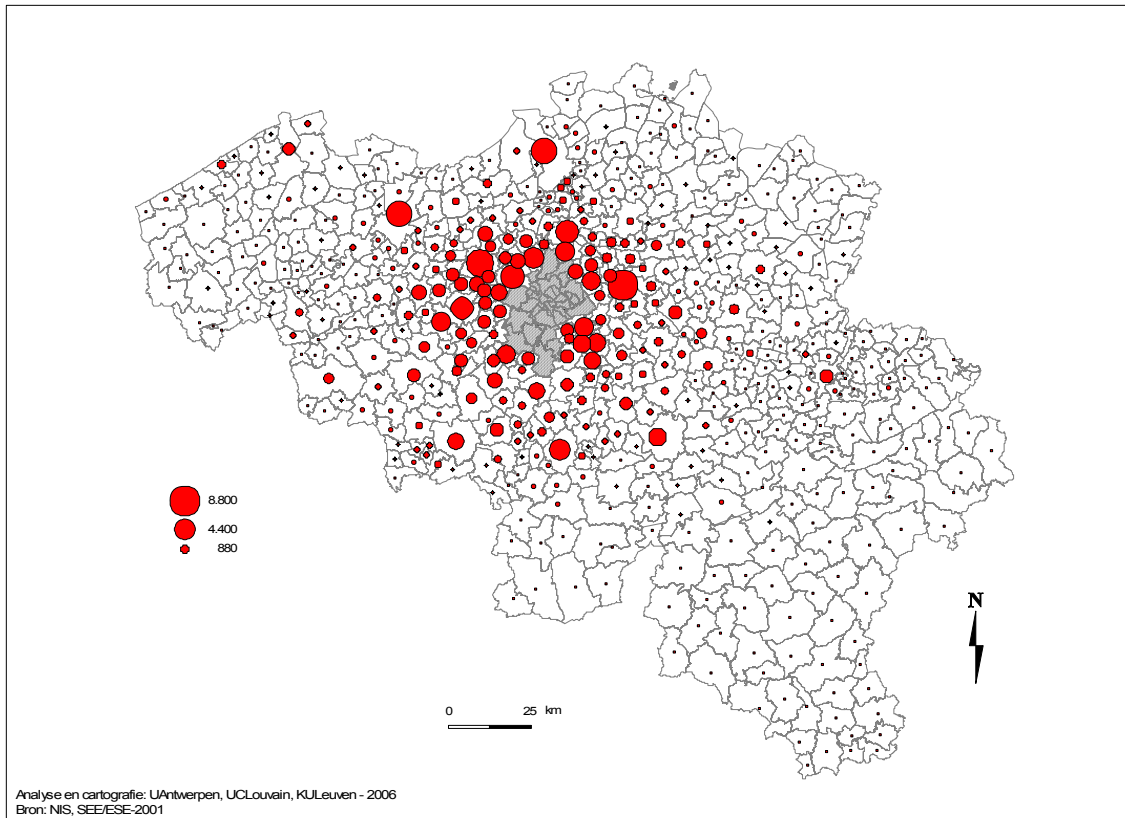 8.800
4.400
880
N
0 25 km
Analyse en cartografie: UAntwerpen, UCLouvain, KULeuven - 2006
Bron: NIS, SEE/ESE-2001